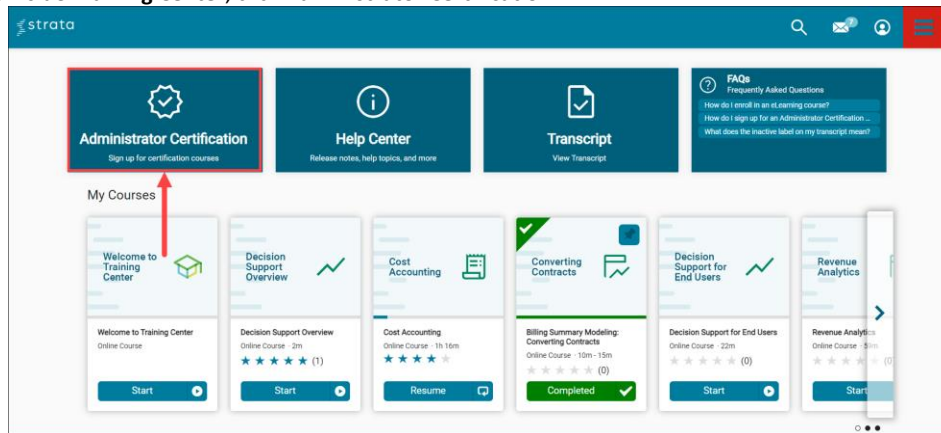 strata
Administrator Certification
Sign up for certification courses
Help Center
Release notes, help topics, and more
Transcript
View Transcript
FAQs
Frequently Asked Questions
How do I enroll in an eLearning course?
How do I sign up for an Administrator Certification ...
What does the inactive label on my transcript mean?
My Courses
Welcome to
Training
Center
Welcome to Training Center
Online Course
Start
Decision
Support
Overview
Decision Support Overview
Online Course · 2m
(1)
Start
Cost
Accounting
Cost Accounting
Online Course · 1h 16m
Resume
Converting
Contracts
Billing Summary Modeling:
Converting Contracts
Online Course · 10m - 15m
(0)
Completed
Decision
Support for
End Users
Decision Support for End Users
Online Course · 22m
(0)
Start
Revenue
Analytics
Revenue Analytics
Online Course
Start